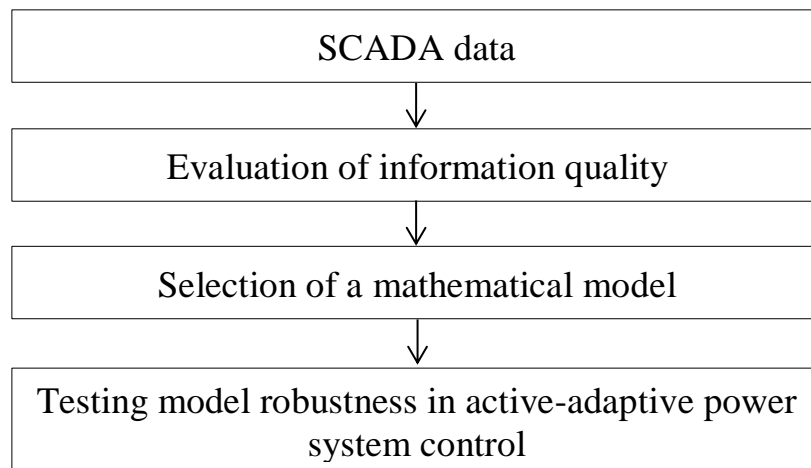 SCADA data
Evaluation of information quality
Selection of a mathematical model
Testing model robustness in active-adaptive power
system control